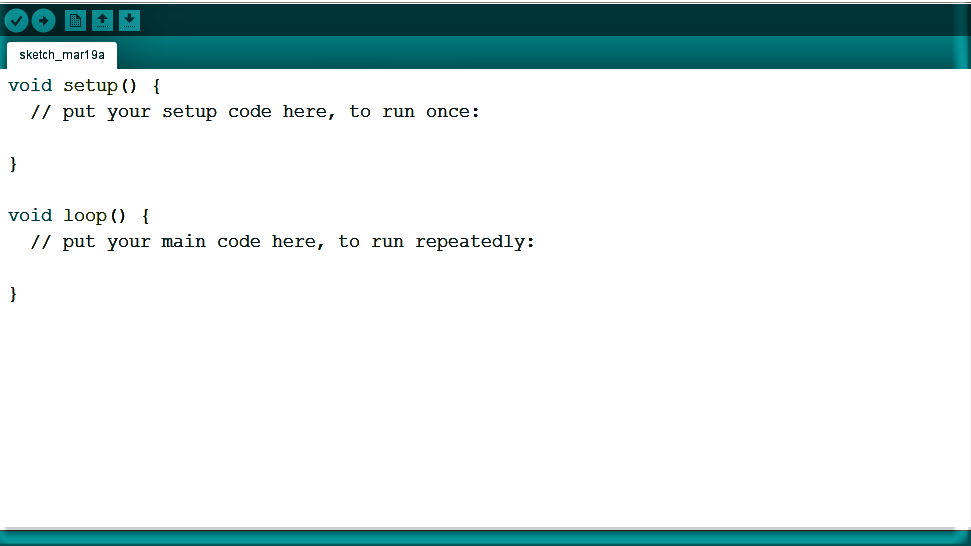 sketch_mar19a
void setup() {
  // put your setup code here, to run once:

}

void loop() {
  // put your main code here, to run repeatedly:

}